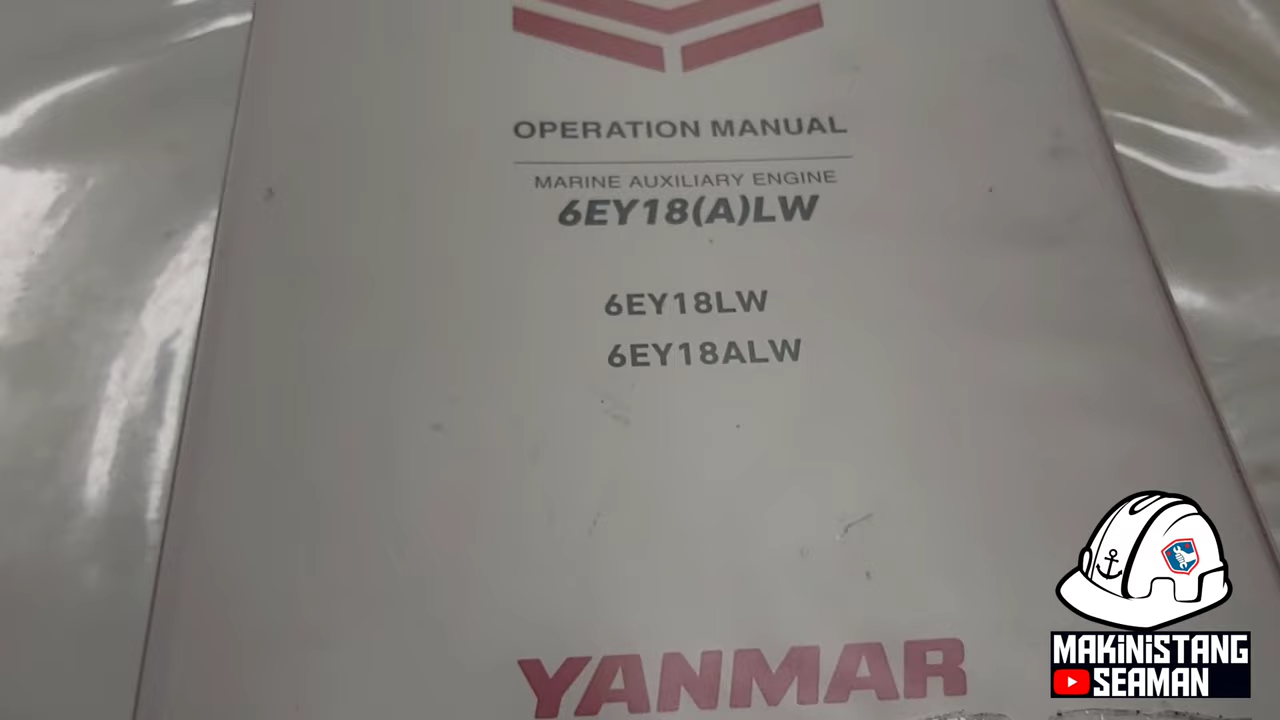 OPERATION MANUAL
MARINE AUXILIARY ENGINE
6EY18(A)LW
6EY18LW
6EY18ALW
YANMAR
MAKiNiSTANG
SEAMAN